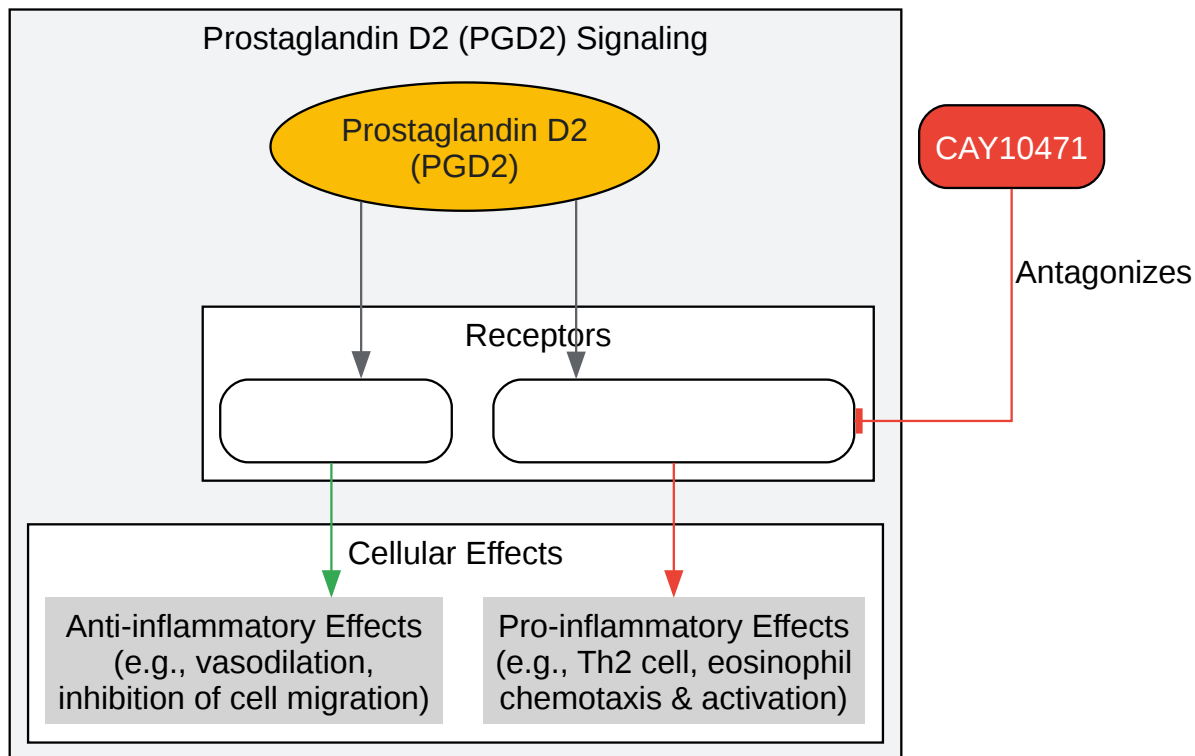 Prostaglandin D2 (PGD2) Signaling
Prostaglandin D2
(PGD2)
CAY10471
Antagonizes
Receptors
Cellular Effects
Anti-inflammatory Effects
(e.g., vasodilation,
inhibition of cell migration)
Pro-inflammatory Effects
(e.g., Th2 cell, eosinophil
chemotaxis & activation)